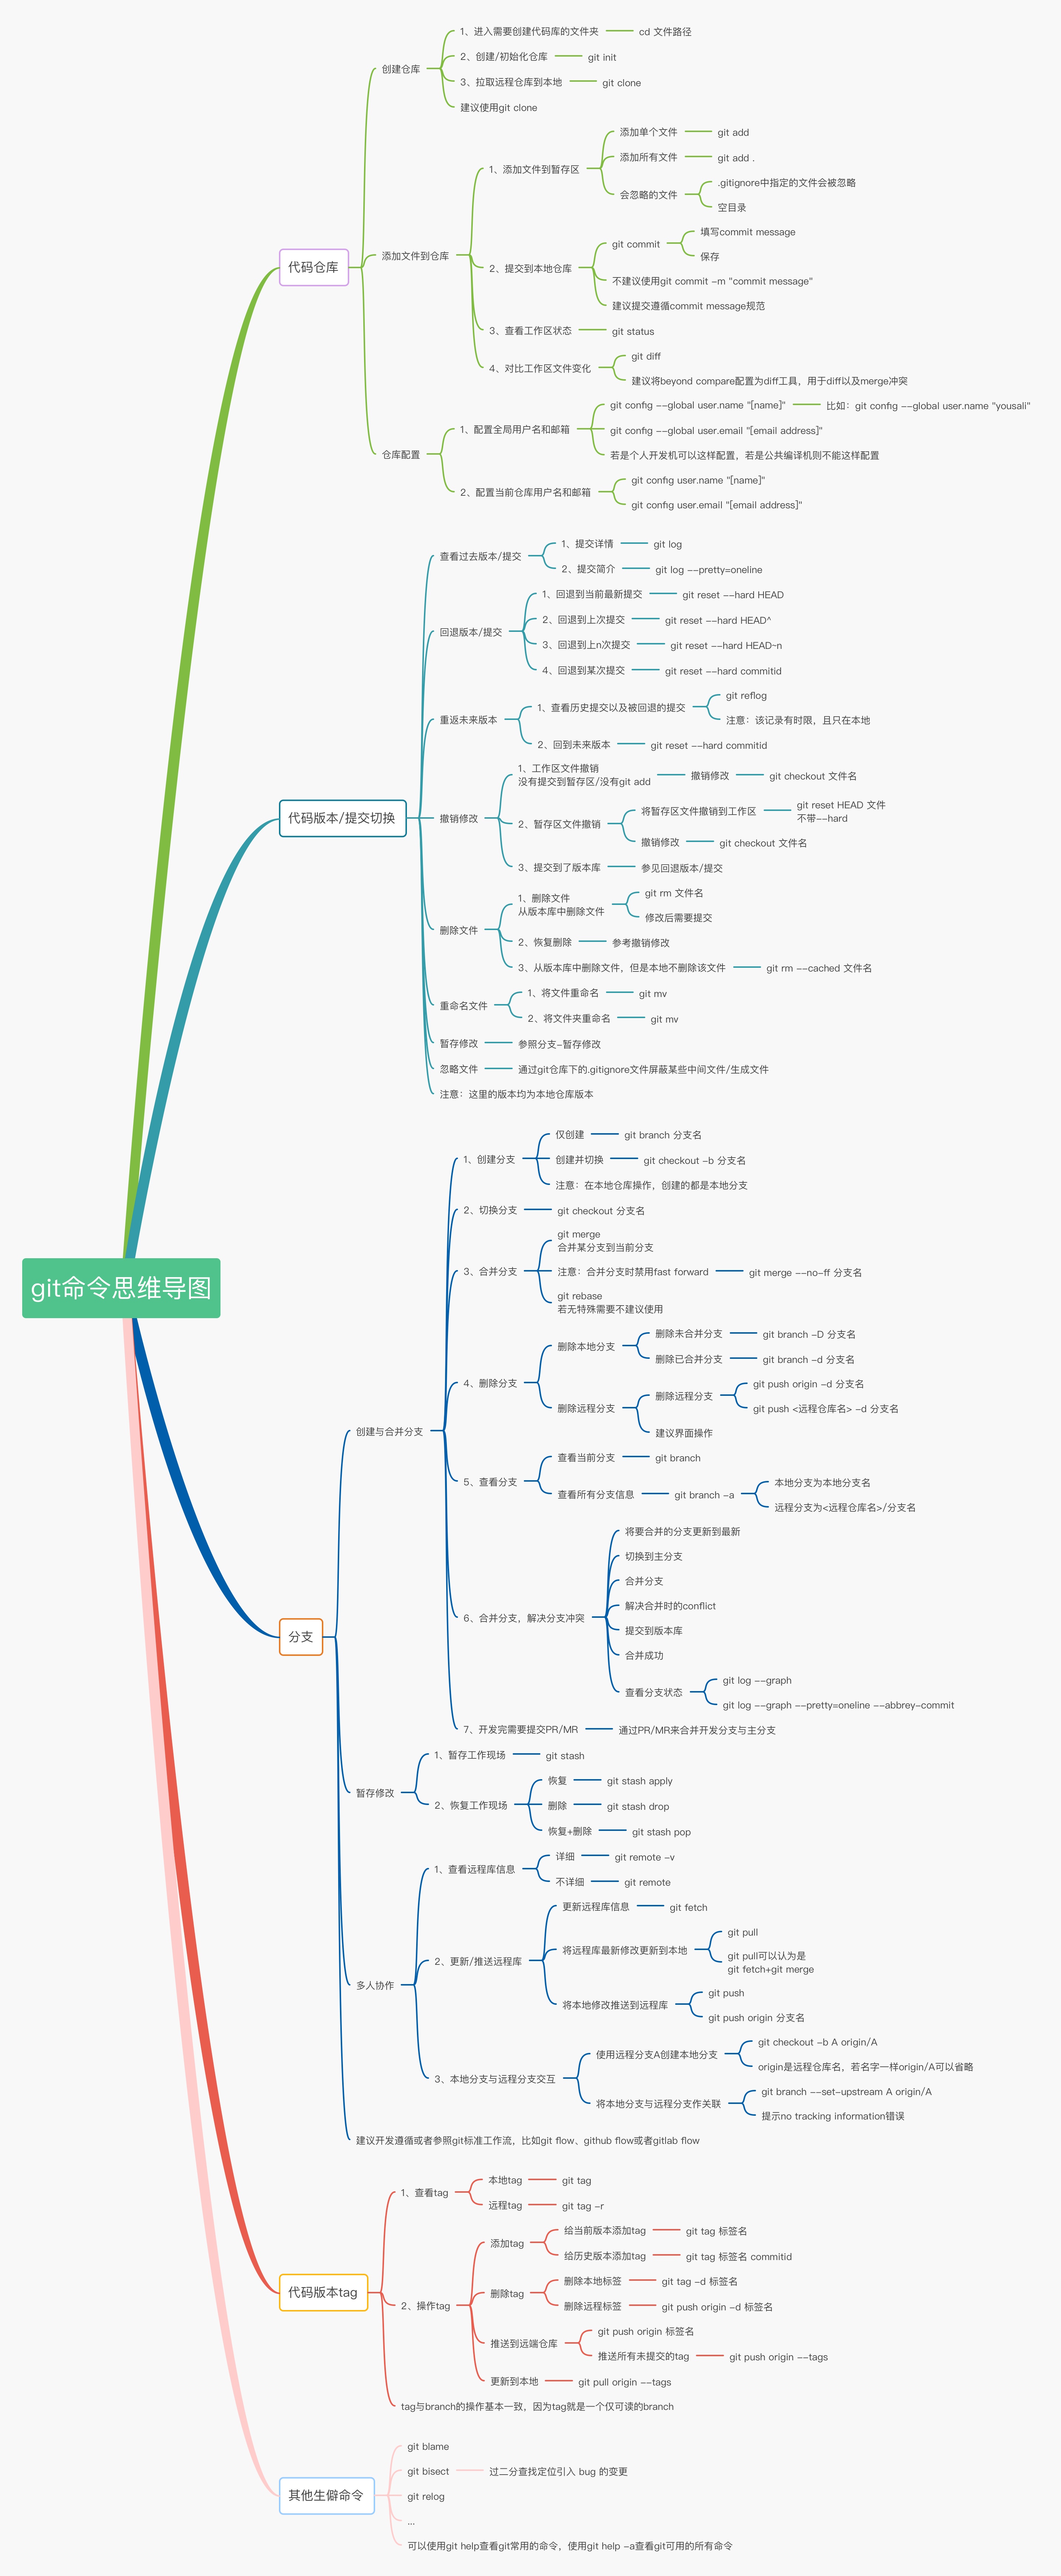 git命令思维导图
代码仓库
创建仓库
1、进入需要创建代码库的文件夹
cd 文件路径
2、创建/初始化仓库
git init
3、拉取远程仓库到本地
git clone
建议使用git clone
添加文件到仓库
1、添加文件到暂存区
添加单个文件
git add
添加所有文件
git add .
会忽略的文件
.gitignore中指定的文件会被忽略
空目录
2、提交到本地仓库
git commit
填写commit message
保存
不建议使用git commit -m "commit message"
建议提交遵循commit message规范
3、查看工作区状态
git status
4、对比工作区文件变化
git diff
建议将beyond compare配置为diff工具，用于diff以及merge冲突
仓库配置
1、配置全局用户名和邮箱
git config --global user.name "[name]"
比如：git config --global user.name "yousali"
git config --global user.email "[email address]"
若是个人开发机可以这样配置，若是公共编译机则不能这样配置
2、配置当前仓库用户名和邮箱
git config user.name "[name]"
git config user.email "[email address]"
代码版本/提交切换
查看过去版本/提交
1、提交详情
git log
2、提交简介
git log --pretty=oneline
回退版本/提交
1、回退到当前最新提交
git reset --hard HEAD
2、回退到上次提交
git reset --hard HEAD^
3、回退到上n次提交
git reset --hard HEAD~n
4、回退到某次提交
git reset --hard commitid
重返未来版本
1、查看历史提交以及被回退的提交
git reflog
注意：该记录有时限，且只在本地
2、回到未来版本
git reset --hard commitid
撤销修改
1、工作区文件撤销
没有提交到暂存区/没有git add
撤销修改
git checkout 文件名
2、暂存区文件撤销
将暂存区文件撤销到工作区
git reset HEAD 文件
不带--hard
撤销修改
git checkout 文件名
3、提交到了版本库
参见回退版本/提交
删除文件
1、删除文件
从版本库中删除文件
git rm 文件名
修改后需要提交
2、恢复删除
参考撤销修改
3、从版本库中删除文件，但是本地不删除该文件
git rm --cached 文件名
重命名文件
1、将文件重命名
git mv
2、将文件夹重命名
git mv
暂存修改
参照分支-暂存修改
忽略文件
通过git仓库下的.gitignore文件屏蔽某些中间文件/生成文件
注意：这里的版本均为本地仓库版本
分支
创建与合并分支
1、创建分支
仅创建
git branch 分支名
创建并切换
git checkout -b 分支名
注意：在本地仓库操作，创建的都是本地分支
2、切换分支
git checkout 分支名
3、合并分支
git merge
合并某分支到当前分支
注意：合并分支时禁用fast forward
git merge --no-ff 分支名
git rebase
若无特殊需要不建议使用
4、删除分支
删除本地分支
删除未合并分支
git branch -D 分支名
删除已合并分支
git branch -d 分支名
删除远程分支
删除远程分支
git push origin -d 分支名
git push <远程仓库名> -d 分支名
建议界面操作
5、查看分支
查看当前分支
git branch
查看所有分支信息
git branch -a
本地分支为本地分支名
远程分支为<远程仓库名>/分支名
6、合并分支，解决分支冲突
将要合并的分支更新到最新
切换到主分支
合并分支
解决合并时的conflict
提交到版本库
合并成功
查看分支状态
git log --graph
git log --graph --pretty=oneline --abbrey-commit
7、开发完需要提交PR/MR
通过PR/MR来合并开发分支与主分支
暂存修改
1、暂存工作现场
git stash
2、恢复工作现场
恢复
git stash apply
删除
git stash drop
恢复+删除
git stash pop
多人协作
1、查看远程库信息
详细
git remote -v
不详细
git remote
2、更新/推送远程库
更新远程库信息
git fetch
将远程库最新修改更新到本地
git pull
git pull可以认为是
git fetch+git merge
将本地修改推送到远程库
git push
git push origin 分支名
3、本地分支与远程分支交互
使用远程分支A创建本地分支
git checkout -b A origin/A
origin是远程仓库名，若名字一样origin/A可以省略
将本地分支与远程分支作关联
git branch --set-upstream A origin/A
提示no tracking information错误
建议开发遵循或者参照git标准工作流，比如git flow、github flow或者gitlab flow
代码版本tag
1、查看tag
本地tag
git tag
远程tag
git tag -r
2、操作tag
添加tag
给当前版本添加tag
git tag 标签名
给历史版本添加tag
git tag 标签名 commitid
删除tag
删除本地标签
git tag -d 标签名
删除远程标签
git push origin -d 标签名
推送到远端仓库
git push origin 标签名
推送所有未提交的tag
git push origin --tags
更新到本地
git pull origin --tags
tag与branch的操作基本一致，因为tag就是一个仅可读的branch
其他生僻命令
git blame
git bisect
过二分查找定位引入 bug 的变更
git relog
...
可以使用git help查看git常用的命令，使用git help -a查看git可用的所有命令